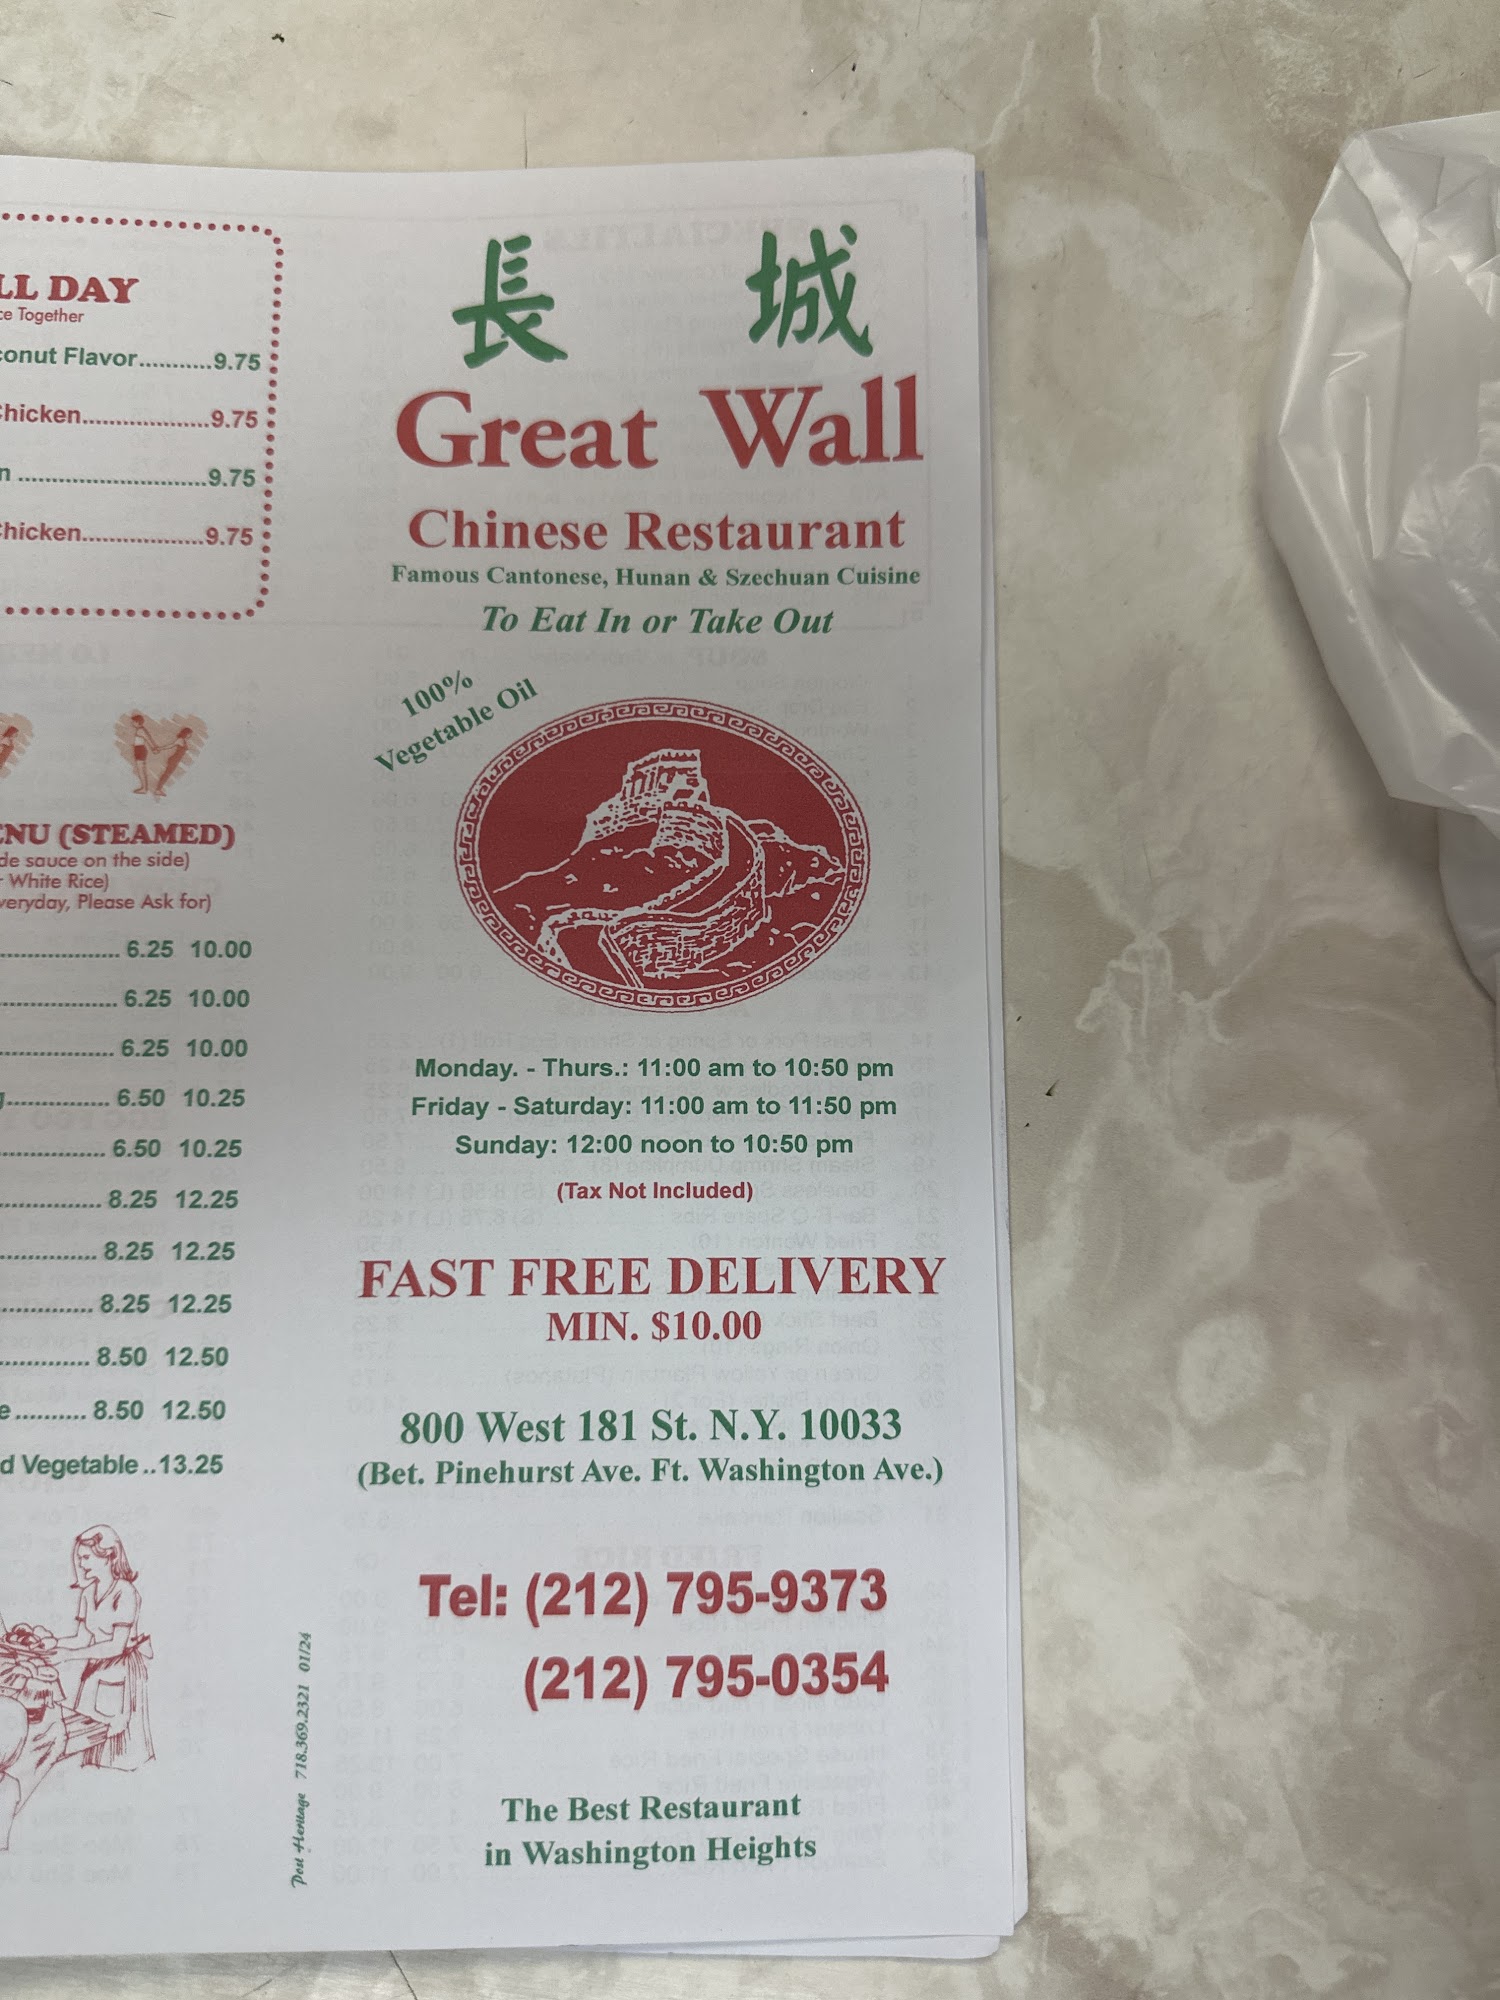 LL DAY
ce Together
conut Flavor...........9.75
Chicken...................9.75
n ............................9.75
Chicken..................9.75
ENU (STEAMED)
de sauce on the side)
White Rice)
veryday, Please Ask for)
6.25 10.00
6.25 10.00
6.25 10.00
g............... 6.50 10.25
6.50 10.25
8.25 12.25
8.25 12.25
8.25 12.25
8.50 12.50
e.......... 8.50 12.50
d Vegetable..13.25
Post Heritage 718.369.2321 01/24
長 城
Great Wall
Chinese Restaurant
Famous Cantonese, Hunan & Szechuan Cuisine
To Eat In or Take Out
100%
Vegetable Oil
Monday. - Thurs.: 11:00 am to 10:50 pm
Friday - Saturday: 11:00 am to 11:50 pm
Sunday: 12:00 noon to 10:50 pm
(Tax Not Included)
FAST FREE DELIVERY
MIN. $10.00
800 West 181 St. N.Y. 10033
(Bet. Pinehurst Ave. Ft. Washington Ave.)
Tel: (212) 795-9373
(212) 795-0354
The Best Restaurant
in Washington Heights